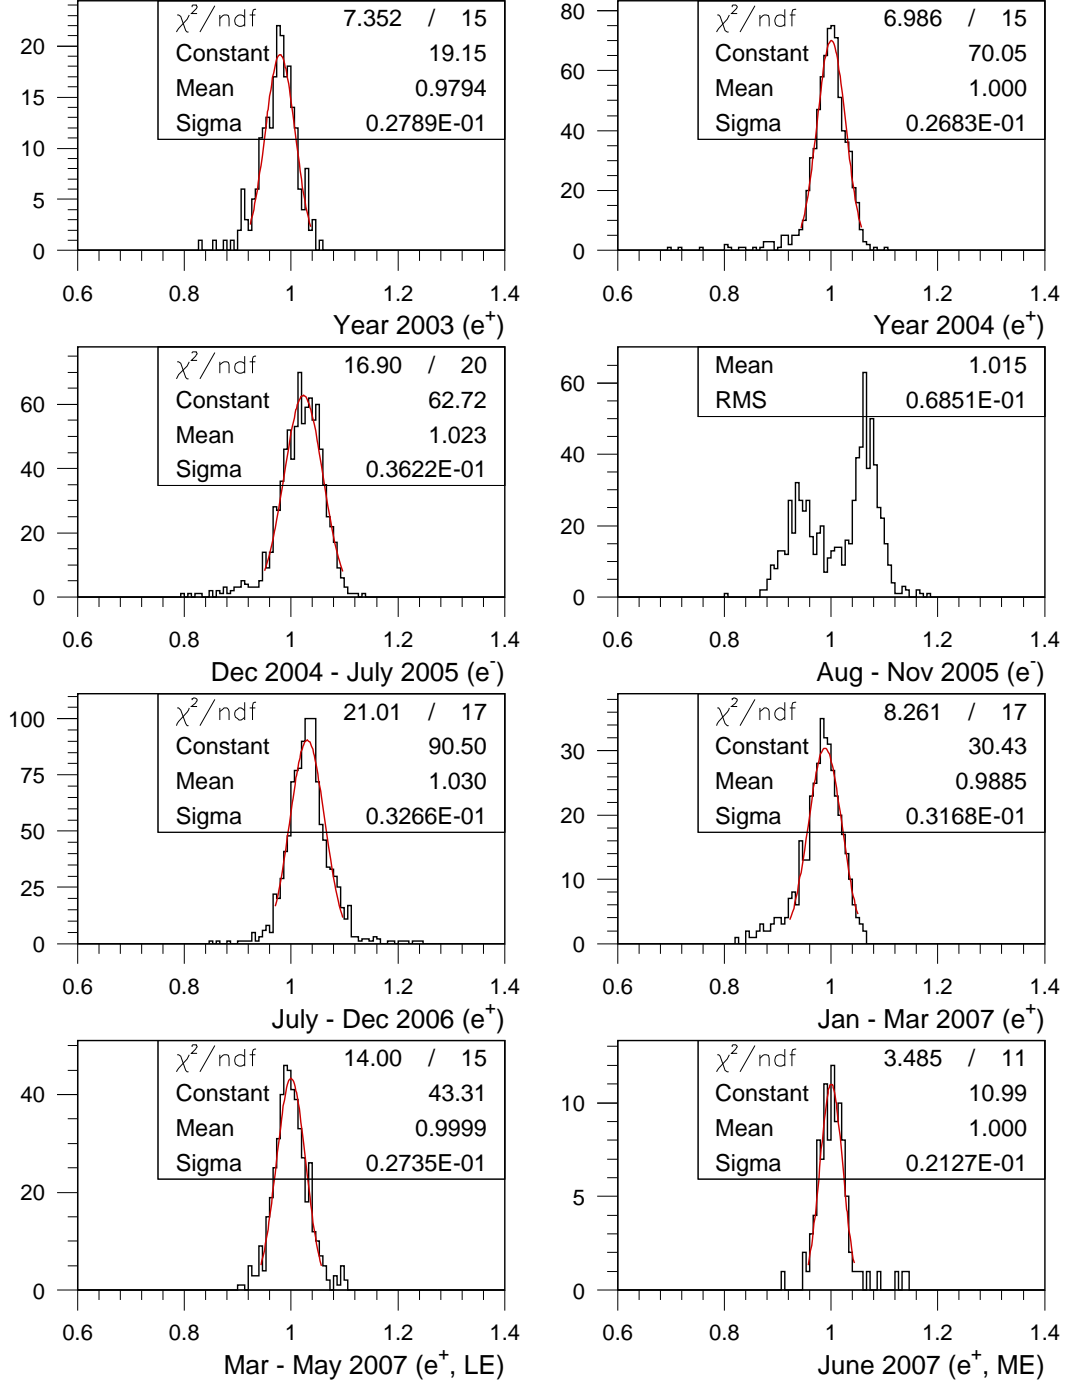 χ²/ndf 7.352 / 15
Constant 19.15
Mean 0.9794
Sigma 0.2789E-01
20
15
10
5
0
0.6 0.8 1 1.2 1.4
Year 2003 (e⁺)
χ²/ndf 6.986 / 15
Constant 70.05
Mean 1.000
Sigma 0.2683E-01
80
60
40
20
0
0.6 0.8 1 1.2 1.4
Year 2004 (e⁺)
χ²/ndf 16.90 / 20
Constant 62.72
Mean 1.023
Sigma 0.3622E-01
60
40
20
0
0.6 0.8 1 1.2 1.4
Dec 2004 - July 2005 (e⁻)
Mean 1.015
RMS 0.6851E-01
60
40
20
0
0.6 0.8 1 1.2 1.4
Aug - Nov 2005 (e⁻)
χ²/ndf 21.01 / 17
Constant 90.50
Mean 1.030
Sigma 0.3266E-01
100
75
50
25
0
0.6 0.8 1 1.2 1.4
July - Dec 2006 (e⁺)
χ²/ndf 8.261 / 17
Constant 30.43
Mean 0.9885
Sigma 0.3168E-01
30
20
10
0
0.6 0.8 1 1.2 1.4
Jan - Mar 2007 (e⁺)
χ²/ndf 14.00 / 15
Constant 43.31
Mean 0.9999
Sigma 0.2735E-01
40
20
0
0.6 0.8 1 1.2 1.4
Mar - May 2007 (e⁺, LE)
χ²/ndf 3.485 / 11
Constant 10.99
Mean 1.000
Sigma 0.2127E-01
10
5
0
0.6 0.8 1 1.2 1.4
June 2007 (e⁺, ME)